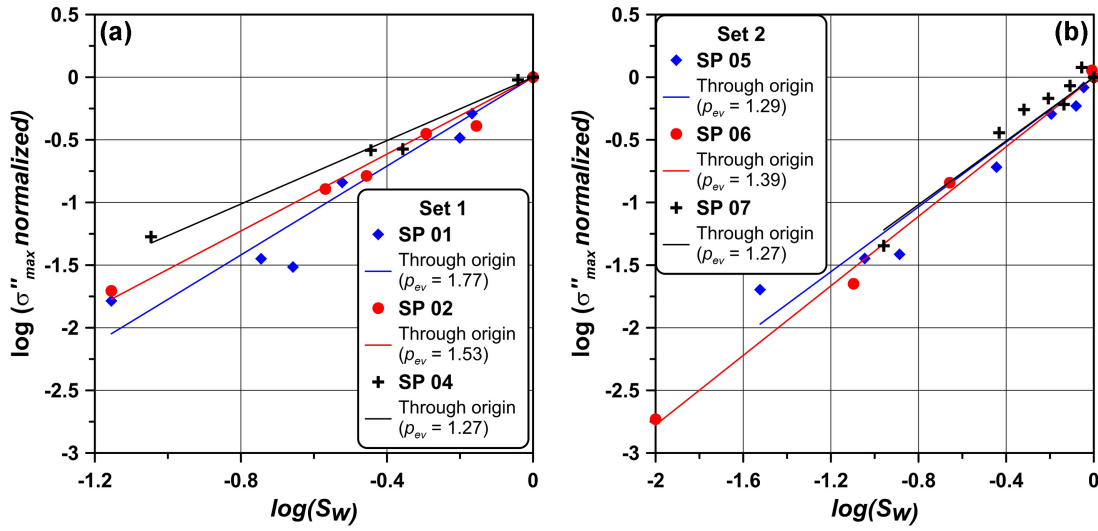 (a)
0.5
0
-0.5
-1
-1.5
-2
-2.5
-3
log (σ''max normalized)
-1.2
-0.8
-0.4
0
log(SW)
Set 1
SP 01
Through origin
(pev = 1.77)
SP 02
Through origin
(pev = 1.53)
SP 04
Through origin
(pev = 1.27)
(b)
0.5
0
-0.5
-1
-1.5
-2
-2.5
-3
log (σ''max normalized)
-2
-1.6
-1.2
-0.8
-0.4
0
log(SW)
Set 2
SP 05
Through origin
(pev = 1.29)
SP 06
Through origin
(pev = 1.39)
SP 07
Through origin
(pev = 1.27)